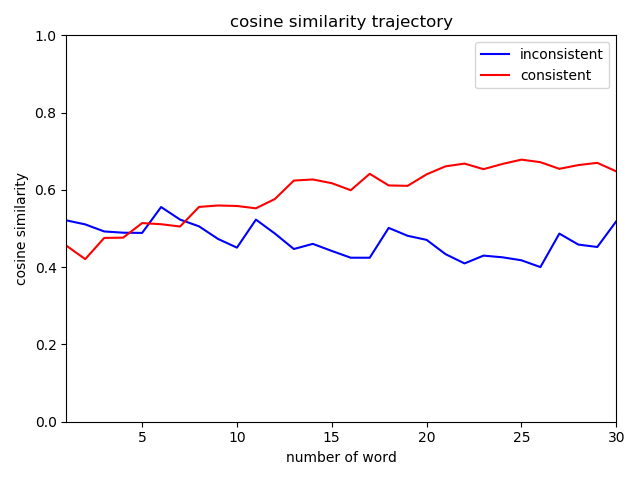 cosine similarity trajectory
inconsistent
consistent
cosine similarity
1.0
0.8
0.6
0.4
0.2
0.0
5 10 15 20 25 30
number of word